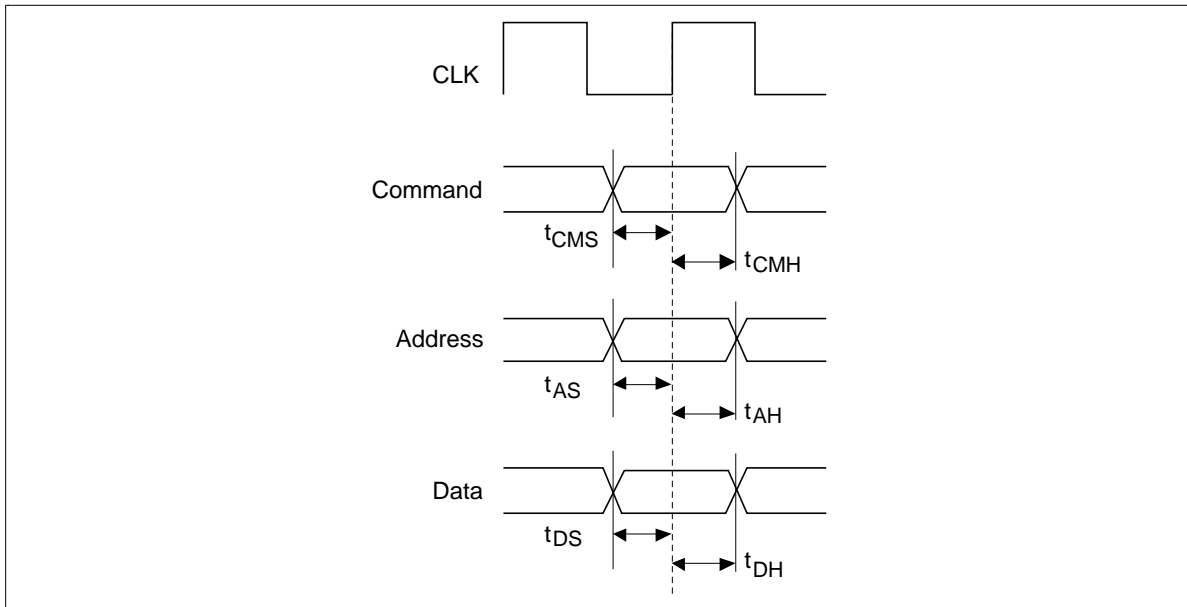 CLK
Command
tCMS
tCMH
Address
tAS
tAH
Data
tDS
tDH